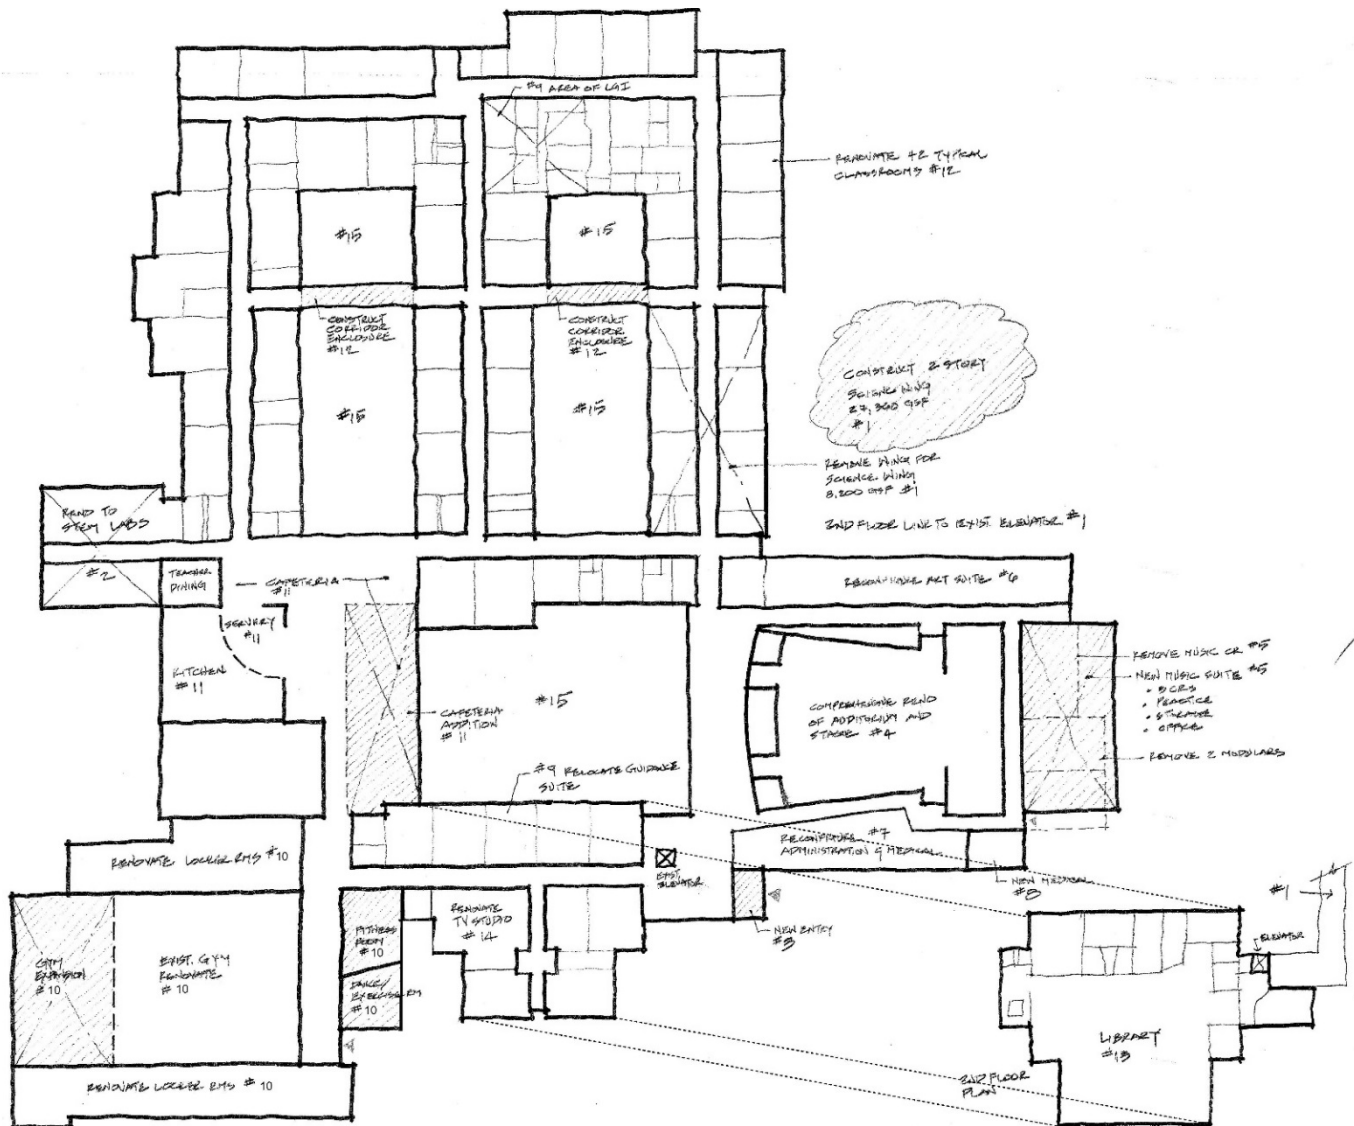 #9 AREA OF LGI
RENOVATE 42 TYPICAL
CLASSROOMS #12
#15
#15
CONSTRUCT
CORRIDOR
ENCLOSURE
#12
CONSTRUCT
CORRIDOR
ENCLOSURE
#12
CONSTRUCT 2 STORY
SCIENCE WING
27,360 GSF
#1
#15
#15
REMOVE WING FOR
SCIENCE WING
8,200 GSF #1
2ND FLOOR LINK TO EXIST. ELEVATOR #1
RENO TO
STEM LABS
#2
TEACHER
DINING
CAFETERIA
#11
RECONFIGURE ART SUITE #6
SERVERY
#11
KITCHEN
#11
CAFETERIA
ADDITION
#11
#15
COMPREHENSIVE RENO
OF AUDITORIUM AND
STAGE #4
REMOVE MUSIC CR #5
NEW MUSIC SUITE #5
• 3 CRS
• PRACTICE
• STORAGE
• OFFICE
REMOVE 2 MODULARS
#9 RELOCATE GUIDANCE
SUITE
RECONFIGURE #7
ADMINISTRATION & MEDICAL
RENOVATE LOCKER RMS #10
EXIST.
ELEVATOR
NEW MEDICAL
#8
#1
NEW ENTRY
#3
GYM
EXPANSION
#10
EXIST. GYM
RENOVATE
#10
FITNESS
ROOM
#10
DANCE/
EXERCISE RM
#10
RENOVATE
TV STUDIO
#14
ELEVATOR
LIBRARY
#13
2ND FLOOR
PLAN
RENOVATE LOCKER RMS #10